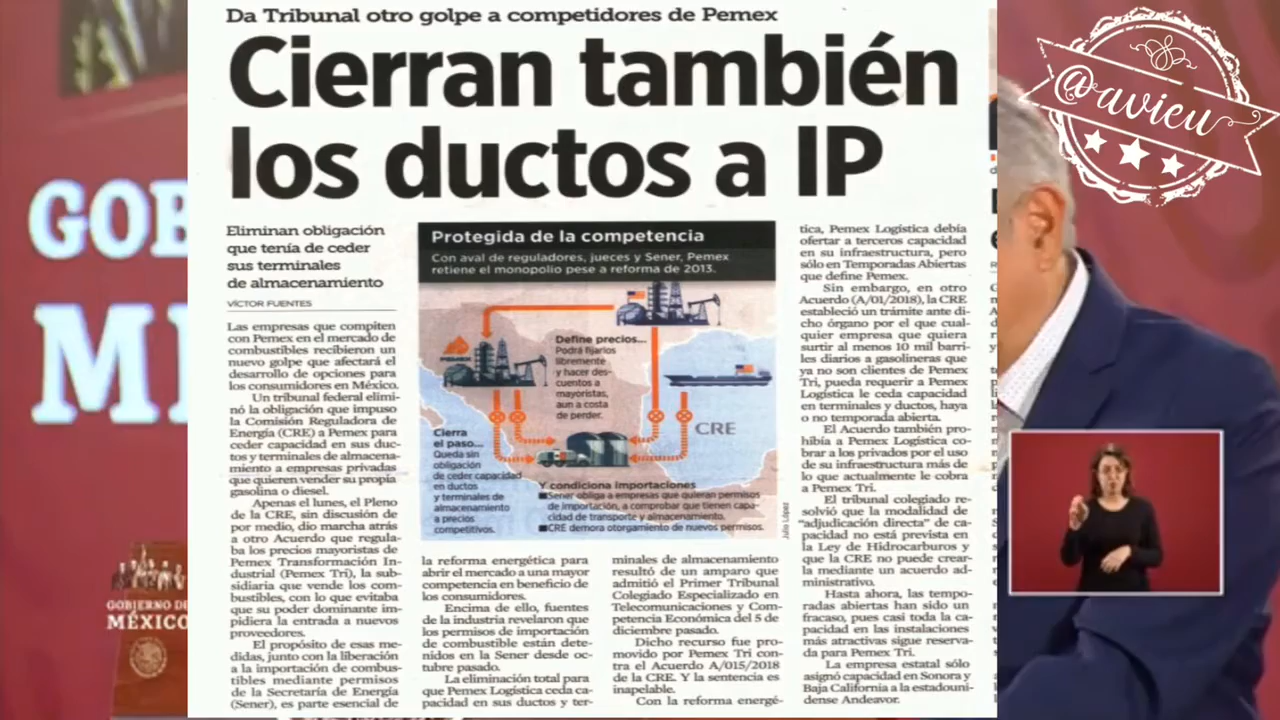 Da Tribunal otro golpe a competidores de Pemex
Cierran también
los ductos a IP
Eliminan obligación
que tenía de ceder
sus terminales
de almacenamiento
VÍCTOR FUENTES
Las empresas que compiten
con Pemex en el mercado de
combustibles recibieron un
nuevo golpe que afectará el
desarrollo de opciones para
los consumidores en México.
Un tribunal federal elimi-
nó la obligación que impuso
la Comisión Reguladora de
Energía (CRE) a Pemex para
ceder capacidad en sus duc-
tos y terminales de almacena-
miento a empresas privadas
que quieren vender su propia
gasolina o diesel.
Apenas el lunes, el Pleno
de la CRE, sin discusión de
por medio, dio marcha atrás
a otro Acuerdo que regula-
ba los precios mayoristas de
Pemex Transformación In-
dustrial (Pemex Tri), la sub-
sidiaria que vende los com-
bustibles, con lo que evitaba
que su poder dominante im-
pidiera la entrada a nuevos
proveedores.
El propósito de esas me-
didas, junto con la liberación
a la importación de combus-
tibles mediante permisos
de la Secretaría de Energía
(Sener), es parte esencial de
Protegida de la competencia
Con aval de reguladores, jueces y Sener, Pemex
retiene el monopolio pese a reforma de 2013.
PEMEX
Define precios...
Podrá fijarlos
libremente
y hacer des-
cuentos a
mayoristas,
aun a costa
de perder.
CRE
Cierra
el paso...
Queda sin
obligación
de ceder capacidad
en ductos
y terminales de
almacenamiento
a precios
competitivos.
Y condiciona importaciones
Sener obliga a empresas que quieran permisos
de importación, a comprobar que tienen capa-
cidad de transporte y almacenamiento.
CRE demora otorgamiento de nuevos permisos.
Julio López
la reforma energética para
abrir el mercado a una mayor
competencia en beneficio de
los consumidores.
Encima de ello, fuentes
de la industria revelaron que
los permisos de importación
de combustible están dete-
nidos en la Sener desde oc-
tubre pasado.
La eliminación total para
que Pemex Logística ceda ca-
pacidad en sus ductos y ter-
minales de almacenamiento
resultó de un amparo que
admitió el Primer Tribunal
Colegiado Especializado en
Telecomunicaciones y Com-
petencia Económica del 5 de
diciembre pasado.
Dicho recurso fue pro-
movido por Pemex Tri con-
tra el Acuerdo A/015/2018
de la CRE. Y la sentencia es
inapelable.
Con la reforma energé-
tica, Pemex Logística debía
ofertar a terceros capacidad
en su infraestructura, pero
sólo en Temporadas Abiertas
que define Pemex.
Sin embargo, en otro
Acuerdo (A/01/2018), la CRE
estableció un trámite ante di-
cho órgano por el que cual-
quier empresa que quiera
surtir al menos 10 mil barri-
les diarios a gasolineras que
ya no son clientes de Pemex
Tri, pueda requerir a Pemex
Logística le ceda capacidad
en terminales y ductos, haya
o no temporada abierta.
El Acuerdo también pro-
hibía a Pemex Logística co-
brar a los privados por el uso
de su infraestructura más de
lo que actualmente le cobra
a Pemex Tri.
El tribunal colegiado re-
solvió que la modalidad de
"adjudicación directa" de ca-
pacidad no está prevista en
la Ley de Hidrocarburos y
que la CRE no puede crear-
la mediante un acuerdo ad-
ministrativo.
Hasta ahora, las tempo-
radas abiertas han sido un
fracaso, pues casi toda la ca-
pacidad en las instalaciones
más atractivas sigue reserva-
da para Pemex Tri.
La empresa estatal sólo
asignó capacidad en Sonora y
Baja California a la estadouni-
dense Andeavor.
GOB
M
GOBIERNO DE
MÉXICO
@avieu